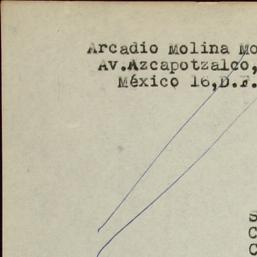 Arcadio Molina Mo
Av.Azcapotzalco,
México 16,D.F.
S
C
C